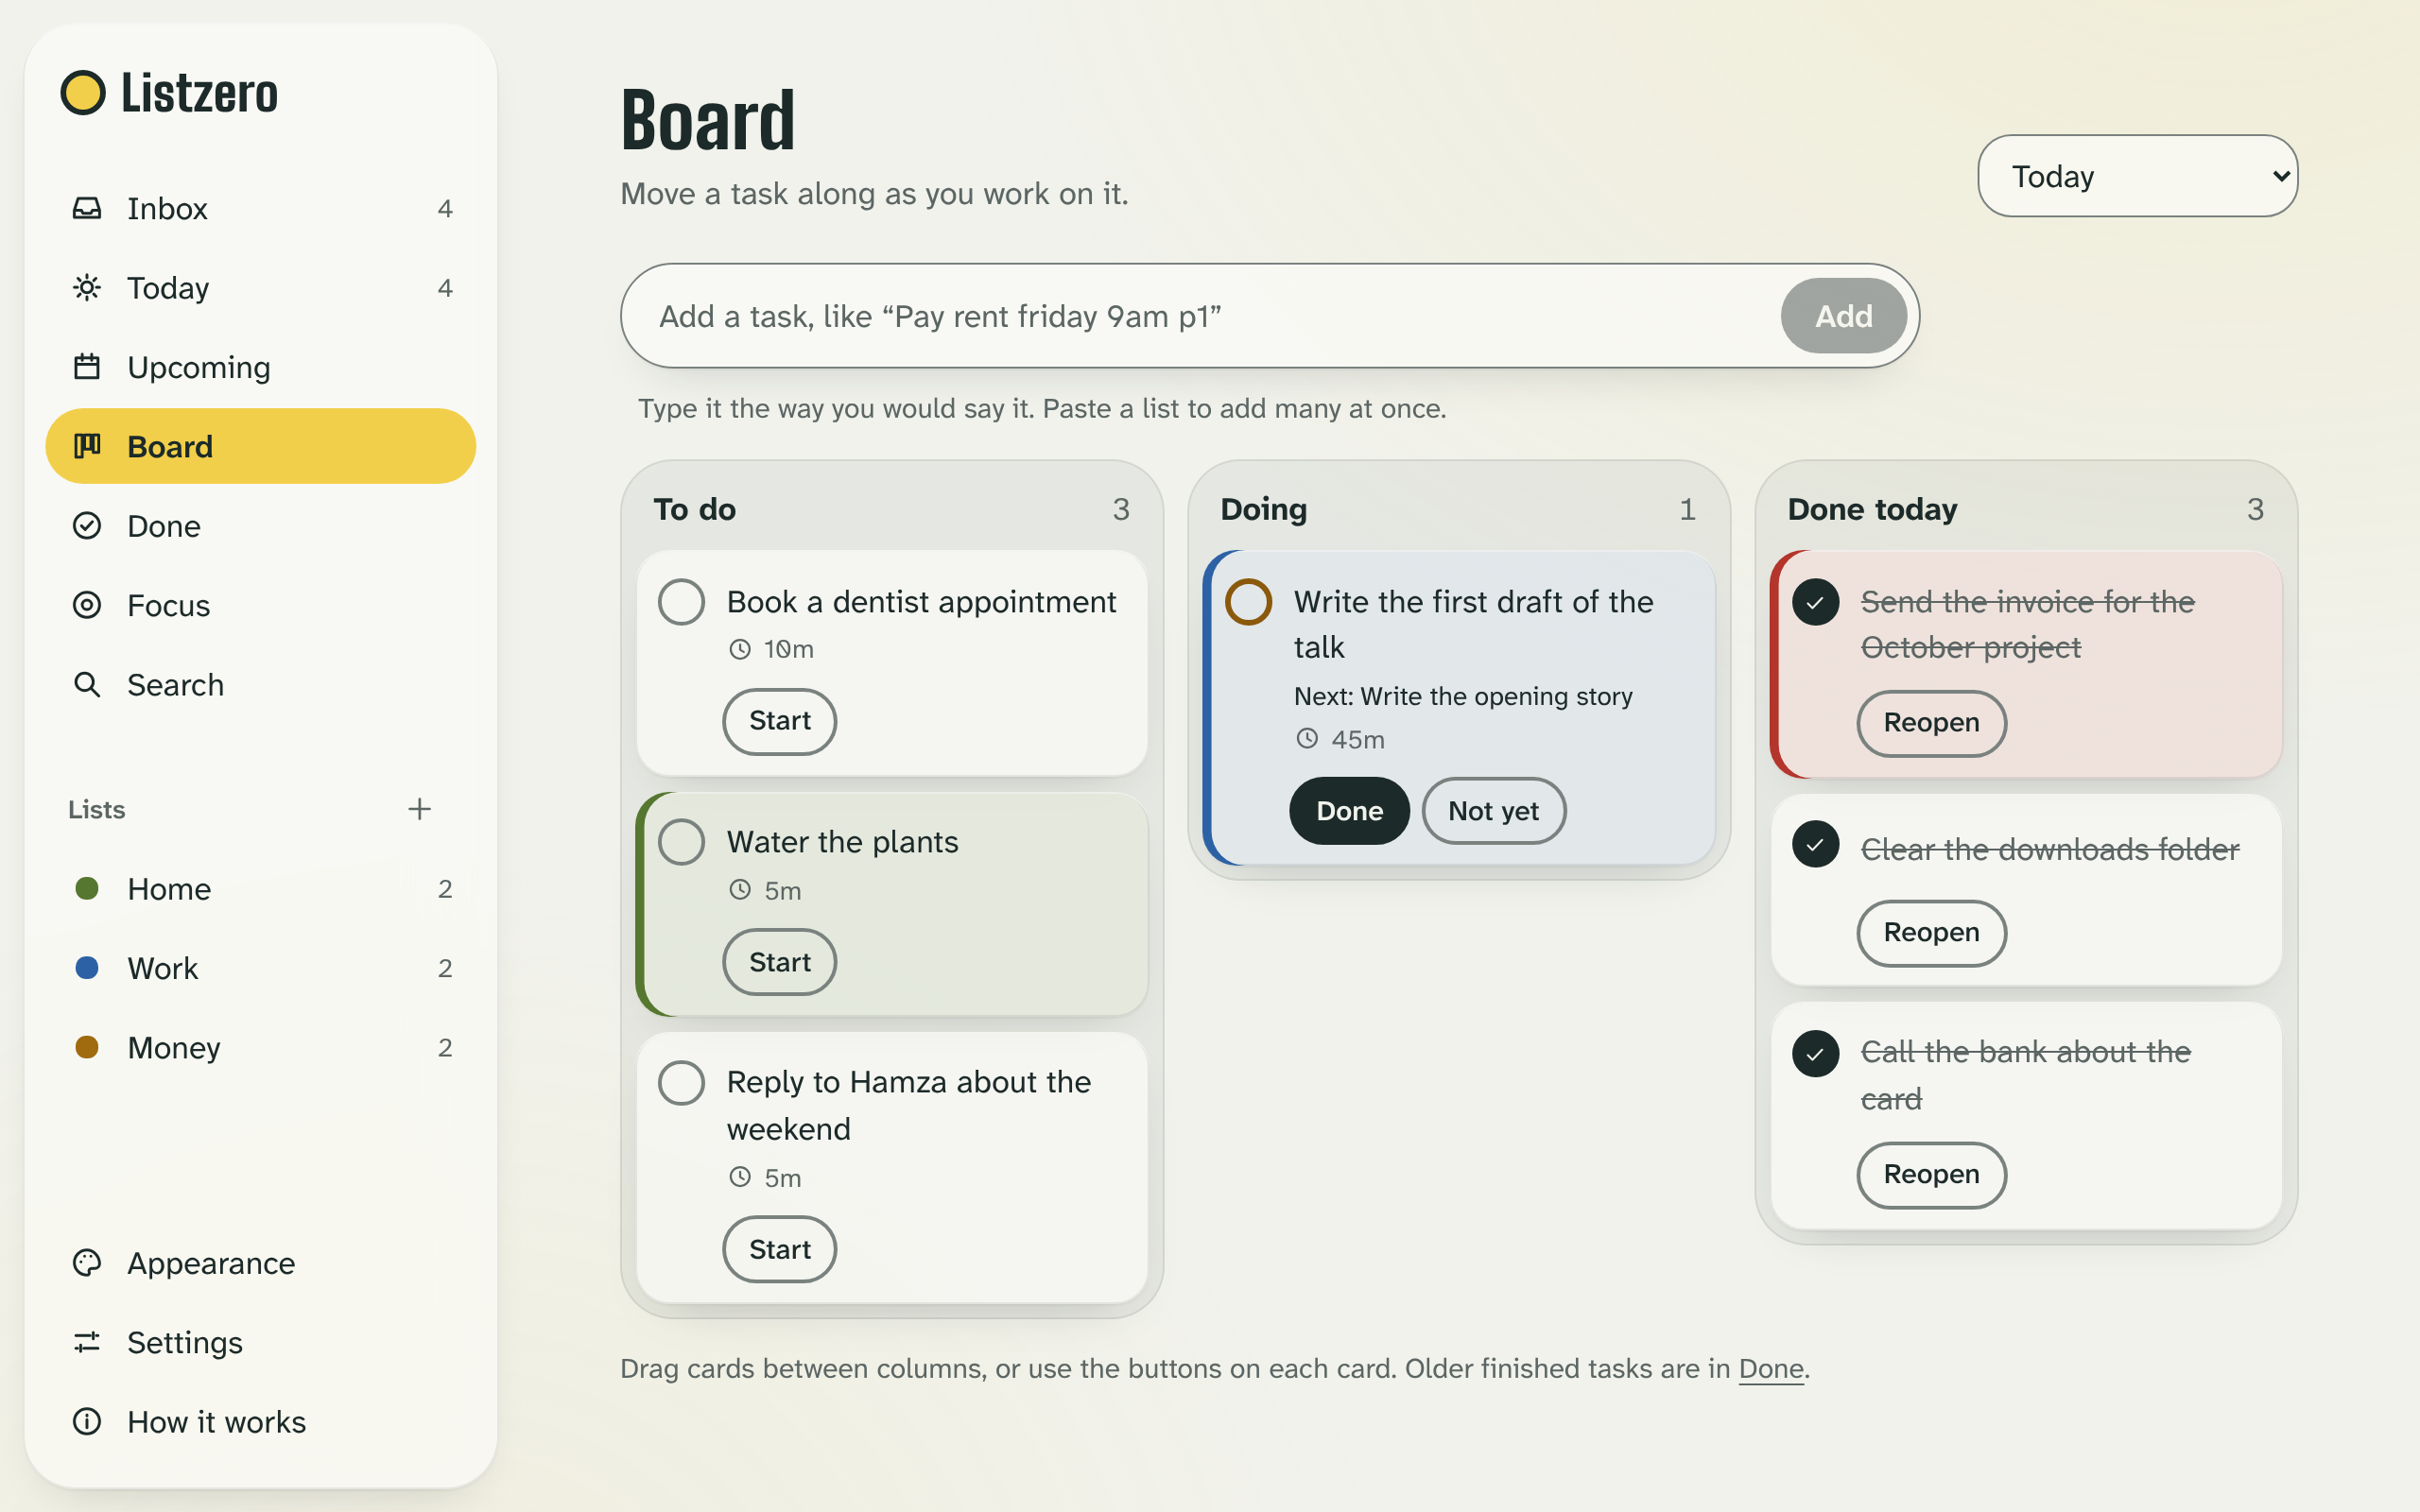 Listzero
Inbox 4
Today 4
Upcoming
Board
Done
Focus
Search
Lists
Home 2
Work 2
Money 2
Appearance
Settings
How it works
Board
Move a task along as you work on it.
Today
Add a task, like “Pay rent friday 9am p1”
Add
Type it the way you would say it. Paste a list to add many at once.
To do 3
Book a dentist appointment
10m
Start
Water the plants
5m
Start
Reply to Hamza about the
weekend
5m
Start
Doing 1
Write the first draft of the
talk
Next: Write the opening story
45m
Done Not yet
Done today 3
Send the invoice for the
October project
Reopen
Clear the downloads folder
Reopen
Call the bank about the
card
Reopen
Drag cards between columns, or use the buttons on each card. Older finished tasks are in Done.